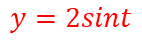 y = 2sint